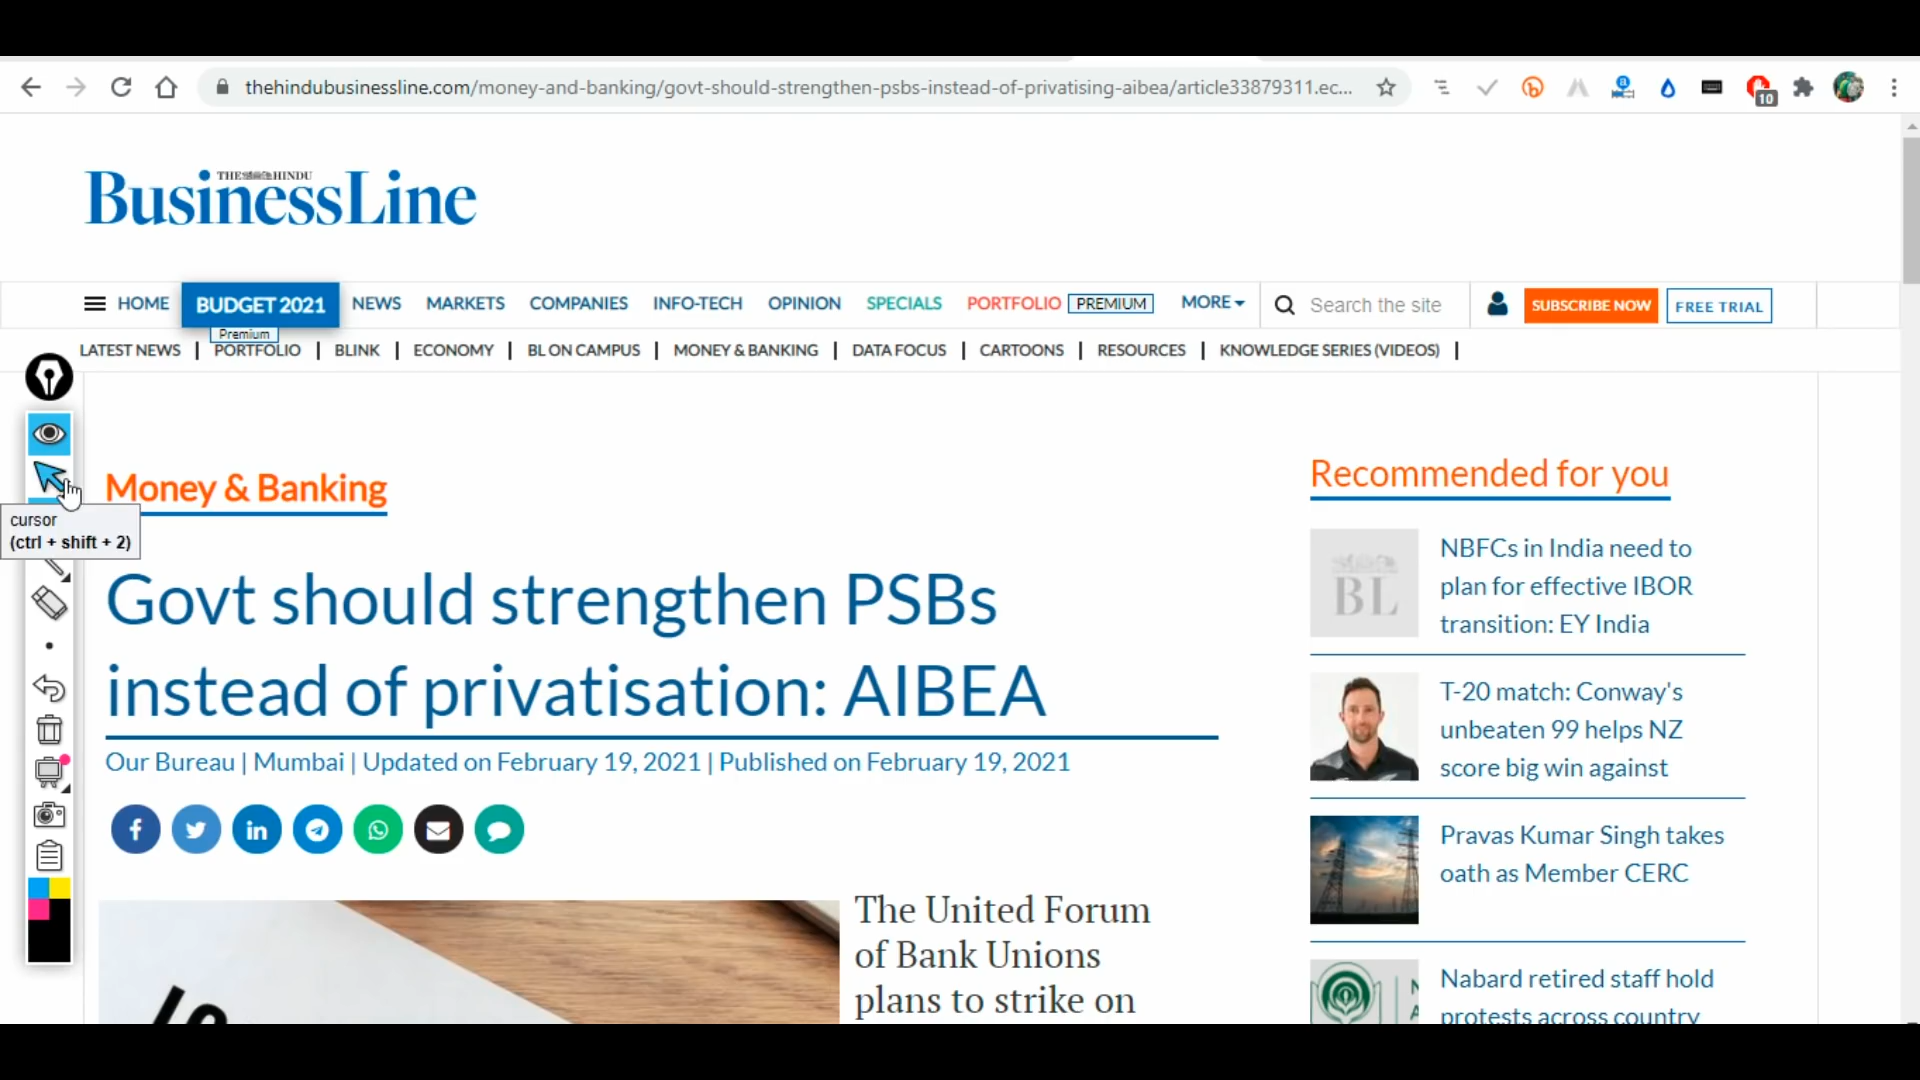 thehindubusinessline.com/money-and-banking/govt-should-strengthen-psbs-instead-of-privatising-aibea/article33879311.ec...
10
THE HINDU
BusinessLine
HOME
BUDGET 2021
NEWS
MARKETS
COMPANIES
INFO-TECH
OPINION
SPECIALS
PORTFOLIO PREMIUM
MORE
Search the site
SUBSCRIBE NOW
FREE TRIAL
Premium
LATEST NEWS | PORTFOLIO | BLINK | ECONOMY | BL ON CAMPUS | MONEY & BANKING | DATA FOCUS | CARTOONS | RESOURCES | KNOWLEDGE SERIES (VIDEOS) |
cursor
(ctrl + shift + 2)
Money & Banking
Govt should strengthen PSBs
instead of privatisation: AIBEA
Our Bureau | Mumbai | Updated on February 19, 2021 | Published on February 19, 2021
The United Forum
of Bank Unions
plans to strike on
Recommended for you
BL
NBFCs in India need to
plan for effective IBOR
transition: EY India
T-20 match: Conway's
unbeaten 99 helps NZ
score big win against
Pravas Kumar Singh takes
oath as Member CERC
Nabard retired staff hold
protests across country